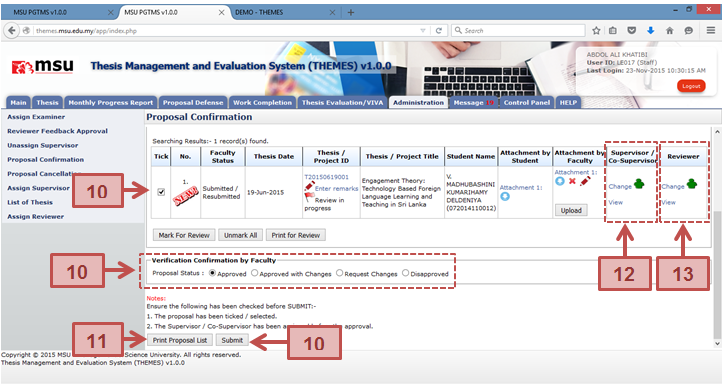 MSU PGTMS v1.0.0
MSU PGTMS v1.0.0
DEMO - THEMES
themes.msu.edu.my/app/index.php
Search
msu
Thesis Management and Evaluation System (THEMES) v1.0.0
ABDOL ALI KHATIBI
User ID: LE017 (Staff)
Last Login: 23-Nov-2015 10:30:15 AM
Logout
Main Thesis Monthly Progress Report Proposal Defense Work Completion Thesis Evaluation/VIVA Administration Message Control Panel HELP
Assign Examiner
Reviewer Feedback Approval
Unassign Supervisor
Proposal Confirmation
Proposal Cancellation
Assign Supervisor
List of Thesis
Assign Reviewer
Proposal Confirmation
Searching Results:- 1 record(s) found.
Tick No. Faculty Status Thesis Date Thesis / Project ID Thesis / Project Title Student Name Attachment by Student Attachment by Faculty Supervisor / Co-Supervisor Reviewer
1.
NEW!
Submitted / Resubmitted
19-Jun-2015
T20150619001
Enter remarks
Review in progress
Engagement Theory:
Technology Based Foreign
Language Learning and
Teaching in Sri Lanka
V.
MADHUBASHINI
KUMARIHAMY
DELDENIYA
(072014110012)
Attachment 1:
Attachment 1:
Upload
Change
View
Change
View
Mark For Review Unmark All Print for Review
Verification Confirmation by Faculty
Proposal Status : Approved Approved with Changes Request Changes Disapproved
Notes:
Ensure the following has been checked before SUBMIT:-
1. The proposal has been ticked / selected.
2. The Supervisor / Co-Supervisor has been approval.
Print Proposal List Submit
Copyright © 2015 MSU Science University. All rights reserved.
Thesis Management and Evaluation System (THEMES) v1.0.0
10
10
11
10
12
13